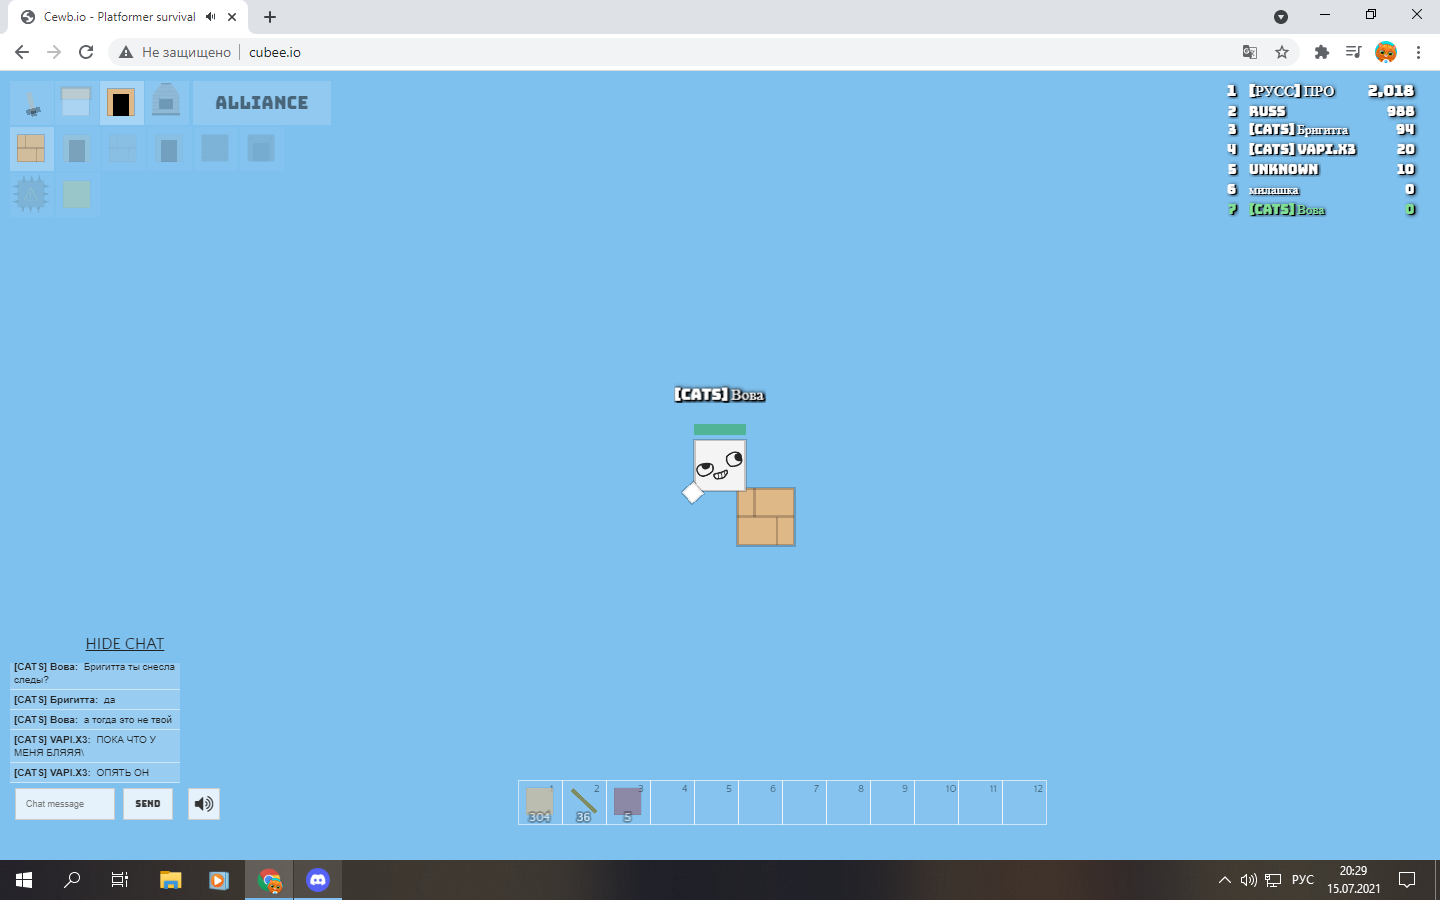 Cewb.io - Platformer survival
Не защищено
cubee.io
ALLIANCE
1 [РУСС] ПРО 2,018
2 RUSS 988
3 [CATS] Бригитта 94
4 [CATS] VAPI.X3 20
5 UNKNOWN 10
6 милашка 0
7 [CATS] Вова 0
[CATS] Вова
HIDE CHAT
[CATS] Вова: Бригитта ты снесла
следы?
[CATS] Бригитта: да
[CATS] Вова: а тогда это не твой
[CATS] VAPI.X3: ПОКА ЧТО У
МЕНЯ БЛЯЯЯ\
[CATS] VAPI.X3: ОПЯТЬ ОН
Chat message
SEND
1 2 3 4 5 6 7 8 9 10 11 12
304 36 5
РУС
20:29
15.07.2021